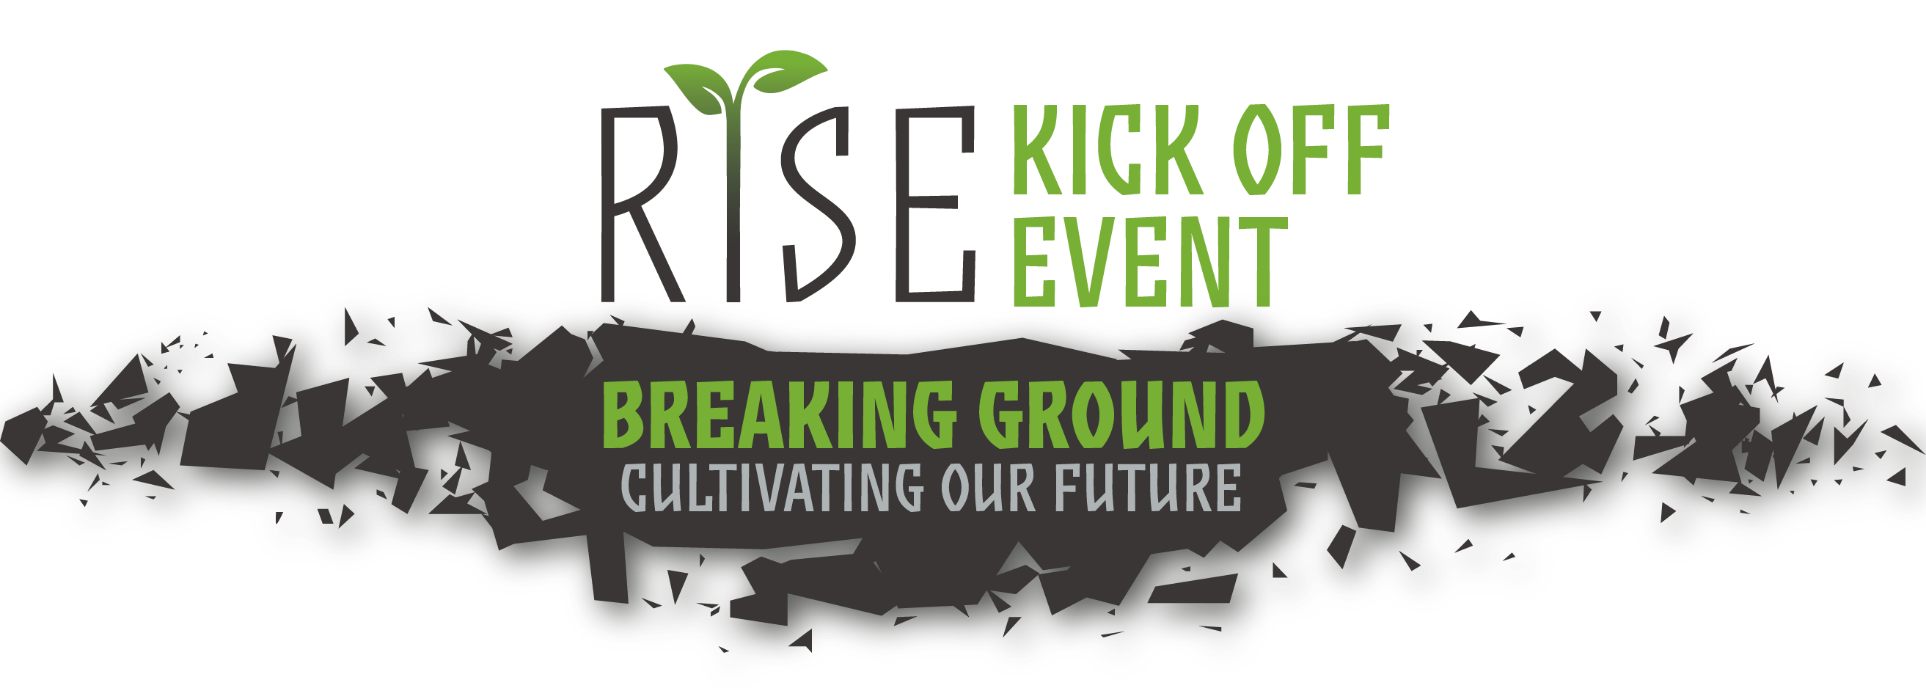 RISE
KICK OFF
EVENT
BREAKING GROUND
CULTIVATING OUR FUTURE